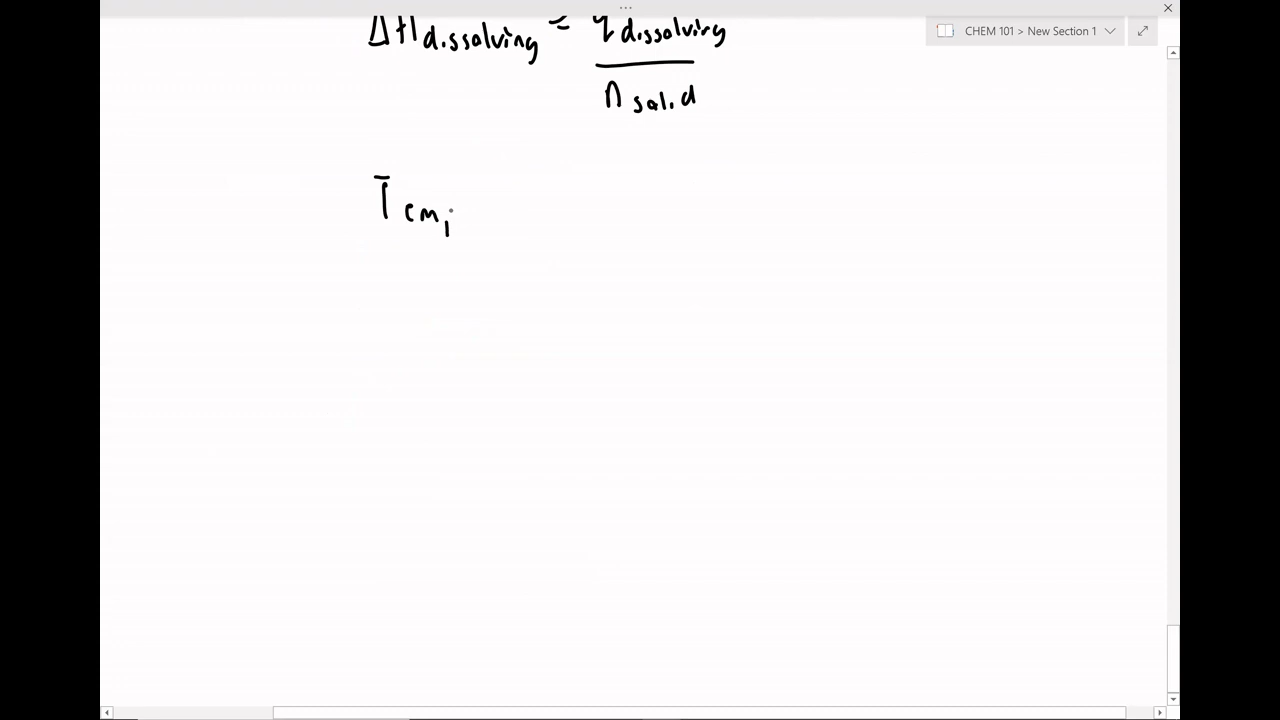 CHEM 101 > New Section 1
ΔH dissolving = q dissolving
n solid
Temp